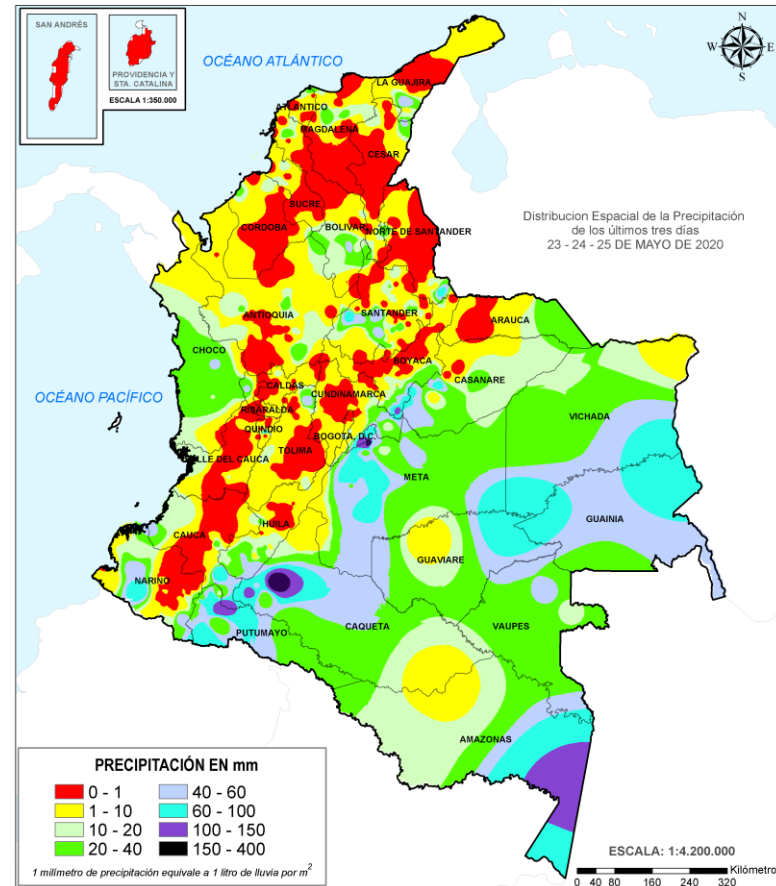 SAN ANDRÉS
PROVIDENCIA Y
STA. CATALINA
ESCALA 1:350.000
OCÉANO ATLÁNTICO
N
W
E
S
LA GUAJIRA
ATLANTICO
MAGDALENA
CESAR
SUCRE
CORDOBA
BOLIVAR
NORTE DE SANTANDER
Distribucion Espacial de la Precipitación
de los últimos tres días
23 - 24 - 25 DE MAYO DE 2020
ANTIOQUIA
SANTANDER
ARAUCA
CHOCO
BOYACA
CASANARE
OCÉANO PACÍFICO
CALDAS
CUNDINAMARCA
RISARALDA
VICHADA
QUINDIO
BOGOTA, D.C.
TOLIMA
VALLE DEL CAUCA
META
GUAINIA
HUILA
CAUCA
GUAVIARE
NARIÑO
PUTUMAYO
CAQUETA
VAUPES
AMAZONAS
PRECIPITACIÓN EN mm
0 - 1
40 - 60
1 - 10
60 - 100
10 - 20
100 - 150
20 - 40
150 - 400
1 milímetro de precipitación equivale a 1 litro de lluvia por m²
ESCALA: 1:4.200.000
Kilómetro
0 40 80 160 240 320